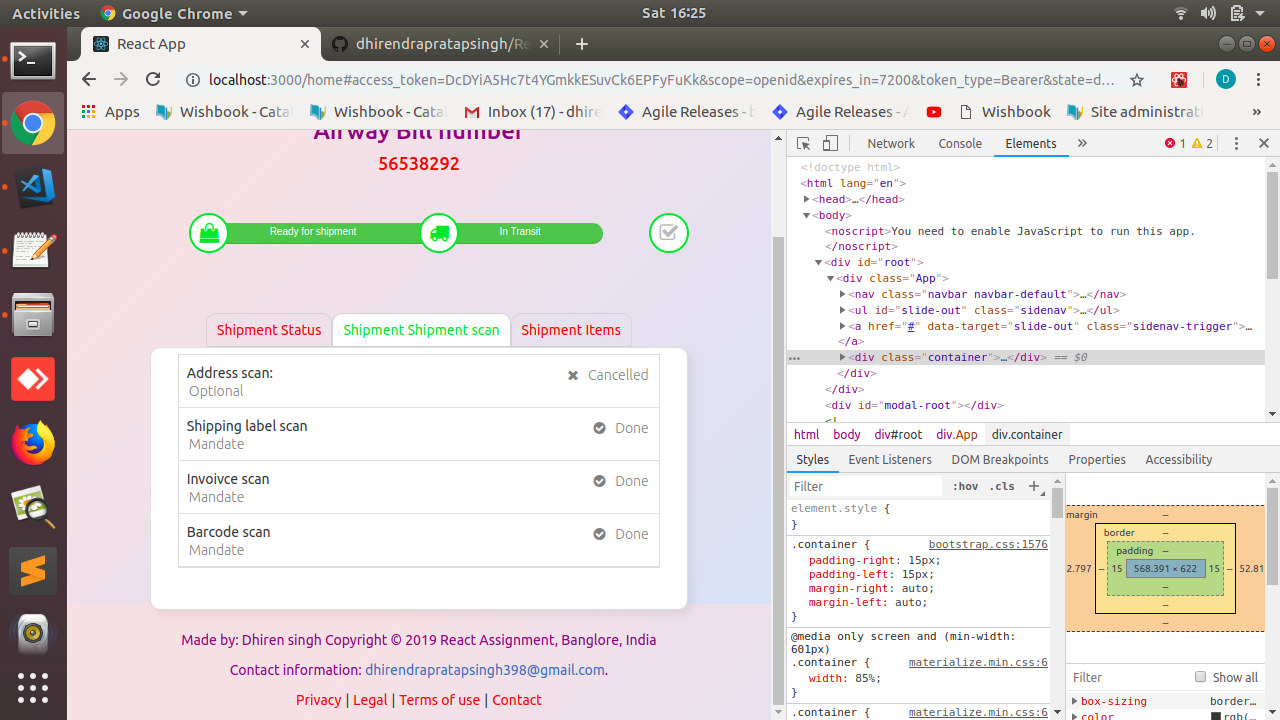 Activities Google Chrome Sat 16:25
React App dhirendrapratapsingh/Re
localhost:3000/home#access_token=DcDYiA5Hc7t4YGmkkESuvCk6EPFyFuKk&scope=openid&expires_in=7200&token_type=Bearer&state=d… D
Apps Wishbook - Cata Wishbook - Cata Inbox (17) - dhire Agile Releases - b Agile Releases - A Wishbook Site administrati »
Airway Bill number
56538292
Ready for shipment In Transit
Shipment Status Shipment Shipment scan Shipment Items
Address scan: Cancelled
Optional
Shipping label scan Done
Mandate
Invoivce scan Done
Mandate
Barcode scan Done
Mandate
Made by: Dhiren singh Copyright © 2019 React Assignment, Banglore, India
Contact information: dhirendrapratapsingh398@gmail.com.
Privacy | Legal | Terms of use | Contact
Network Console Elements » 1 2
<!doctype html>
<html lang="en">
<head>…</head>
<body>
<noscript>You need to enable JavaScript to run this app.
</noscript>
<div id="root">
<div class="App">
<nav class="navbar navbar-default">…</nav>
<ul id="slide-out" class="sidenav">…</ul>
<a href="#" data-target="slide-out" class="sidenav-trigger">…
</a>
<div class="container">…</div> == $0
</div>
</div>
<div id="modal-root"></div>
<!
html body div#root div.App div.container
Styles Event Listeners DOM Breakpoints Properties Accessibility
Filter :hov .cls +
element.style {
}
.container { bootstrap.css:1576
padding-right: 15px;
padding-left: 15px;
margin-right: auto;
margin-left: auto;
}
@media only screen and (min-width:
601px)
.container { materialize.min.css:6
width: 85%;
}
.container { materialize.min.css:6
margin –
border –
padding –
2.797 – 15 568.391 × 622 15 – 52.81
–
–
–
Filter Show all
box-sizing border…
color rgb(…